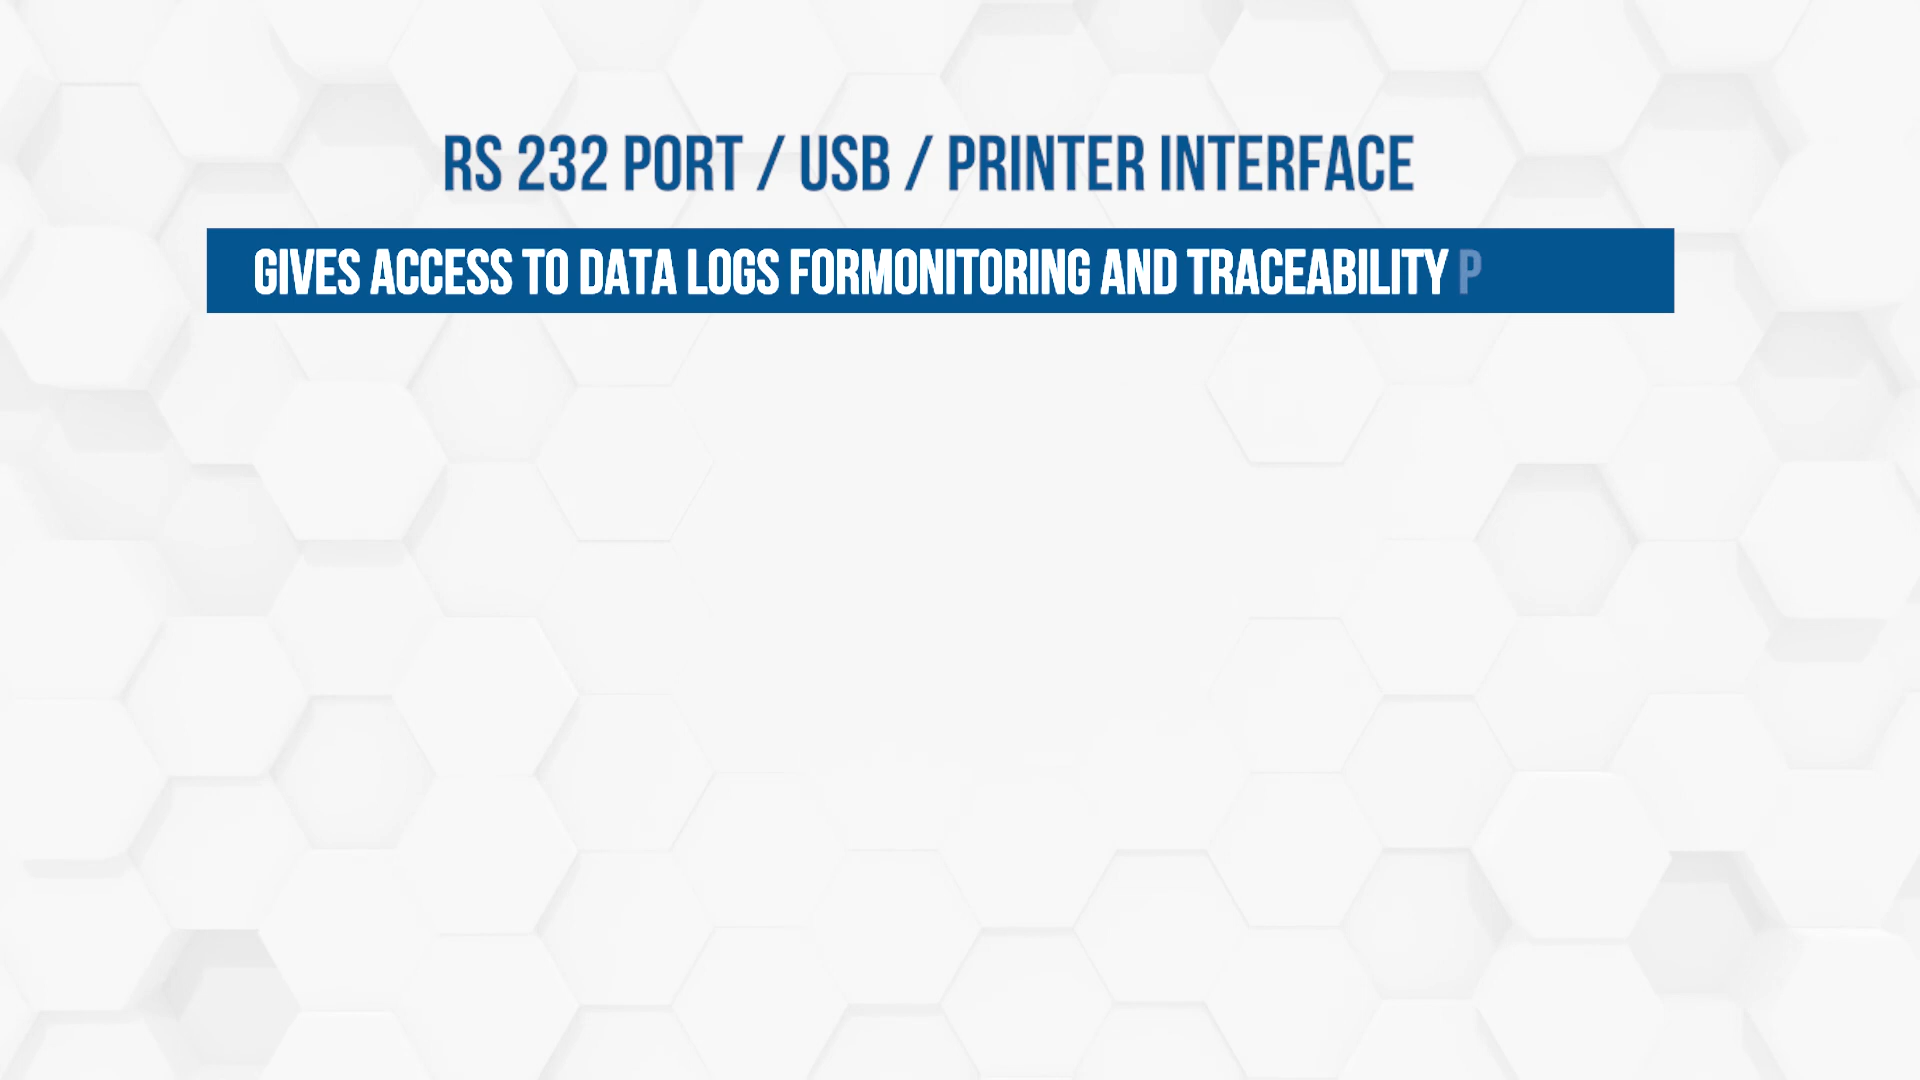 RS 232 PORT / USB / PRINTER INTERFACE
GIVES ACCESS TO DATA LOGS FORMONITORING AND TRACEABILITY P